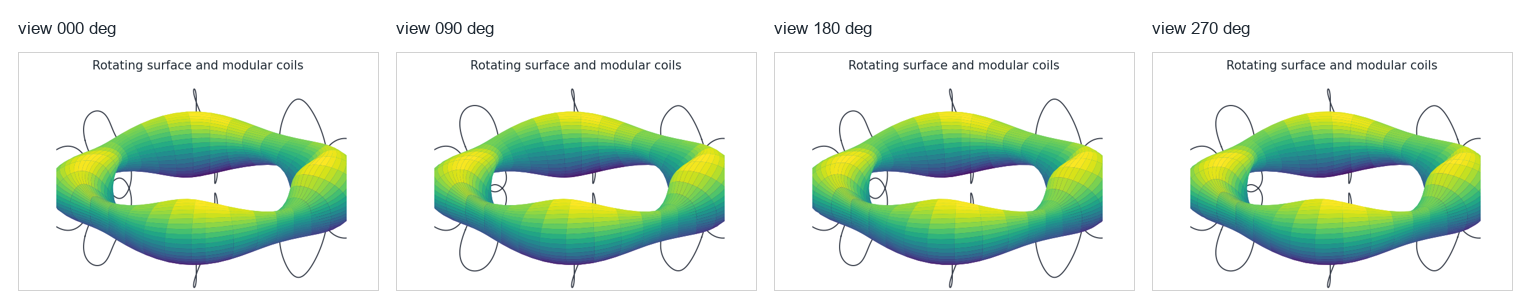 view 000 deg
view 090 deg
view 180 deg
view 270 deg
Rotating surface and modular coils
Rotating surface and modular coils
Rotating surface and modular coils
Rotating surface and modular coils